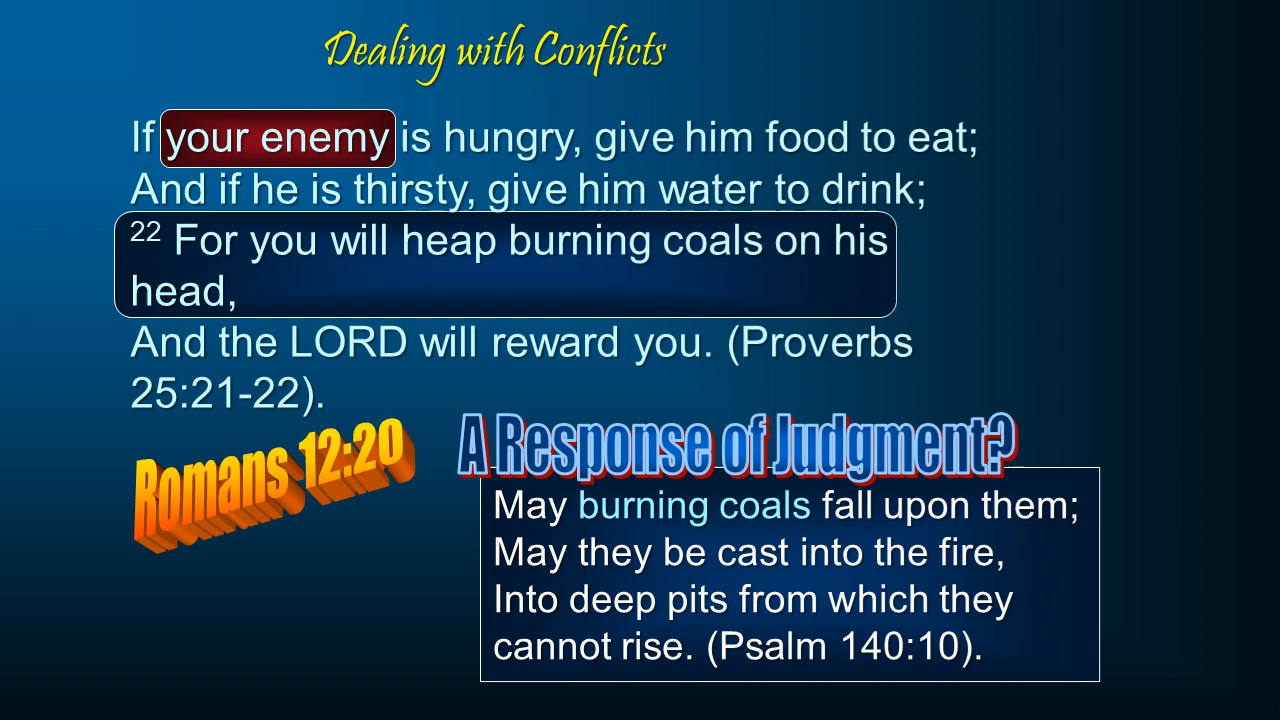 Dealing with Conflicts
If your enemy is hungry, give him food to eat;
And if he is thirsty, give him water to drink;
22 For you will heap burning coals on his
head,
And the LORD will reward you. (Proverbs
25:21-22).
Romans 12:20
A Response of Judgment?
May burning coals fall upon them;
May they be cast into the fire,
Into deep pits from which they
cannot rise. (Psalm 140:10).